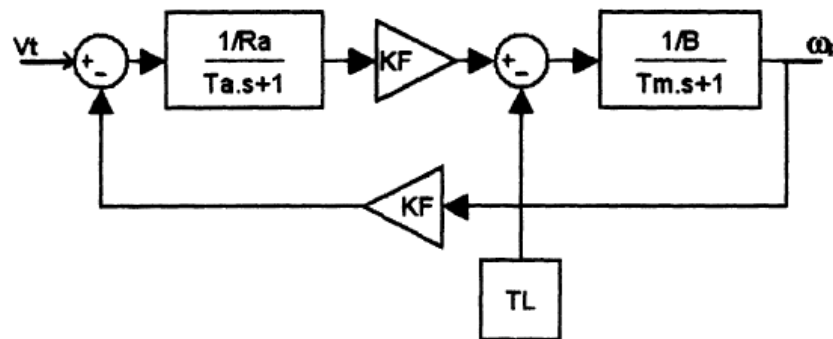 Vt
+
-
1/Ra
Ta.s+1
KF
+
-
1/B
Tm.s+1
KF
TL